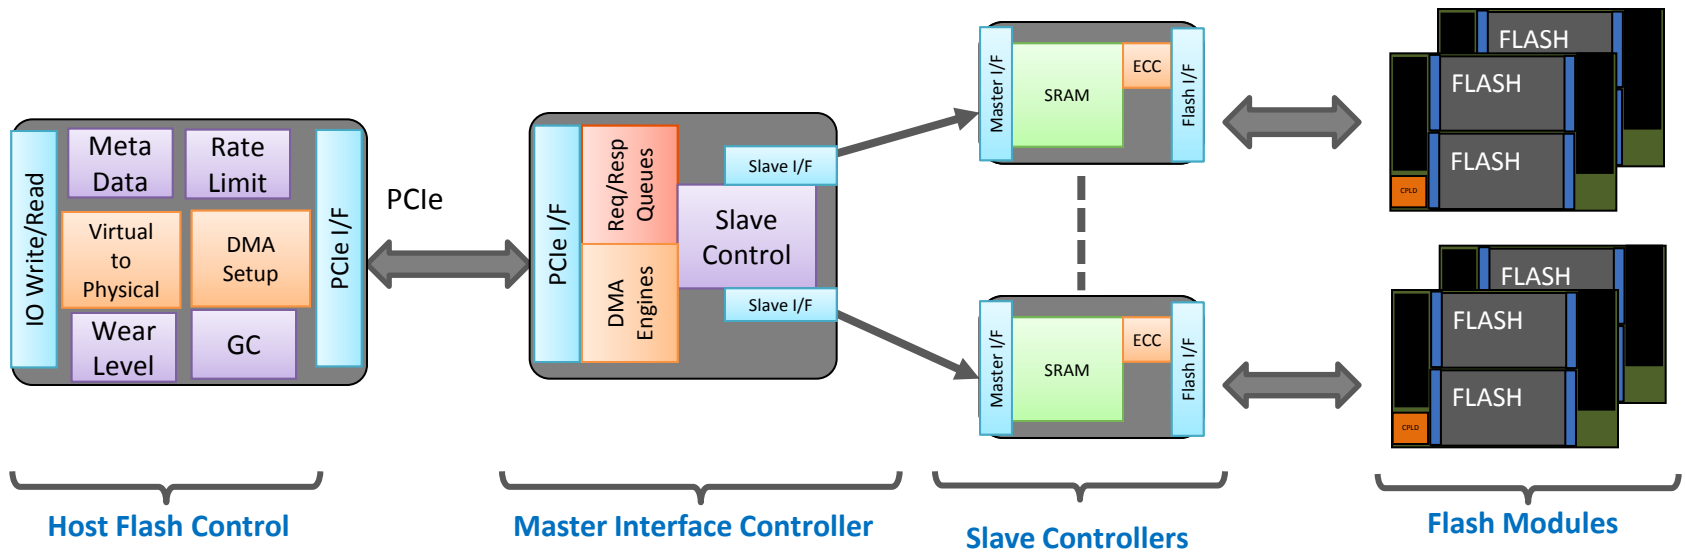 IO Write/Read
Meta
Data
Rate
Limit
Virtual
to
Physical
DMA
Setup
Wear
Level
GC
PCIe I/F
PCIe
PCIe I/F
Req/Resp
Queues
DMA
Engines
Slave I/F
Slave
Control
Slave I/F
Master I/F
SRAM
ECC
Flash I/F
Master I/F
SRAM
ECC
Flash I/F
FLASH
FLASH
FLASH
CPLD
FLASH
FLASH
FLASH
CPLD
Host Flash Control
Master Interface Controller
Slave Controllers
Flash Modules